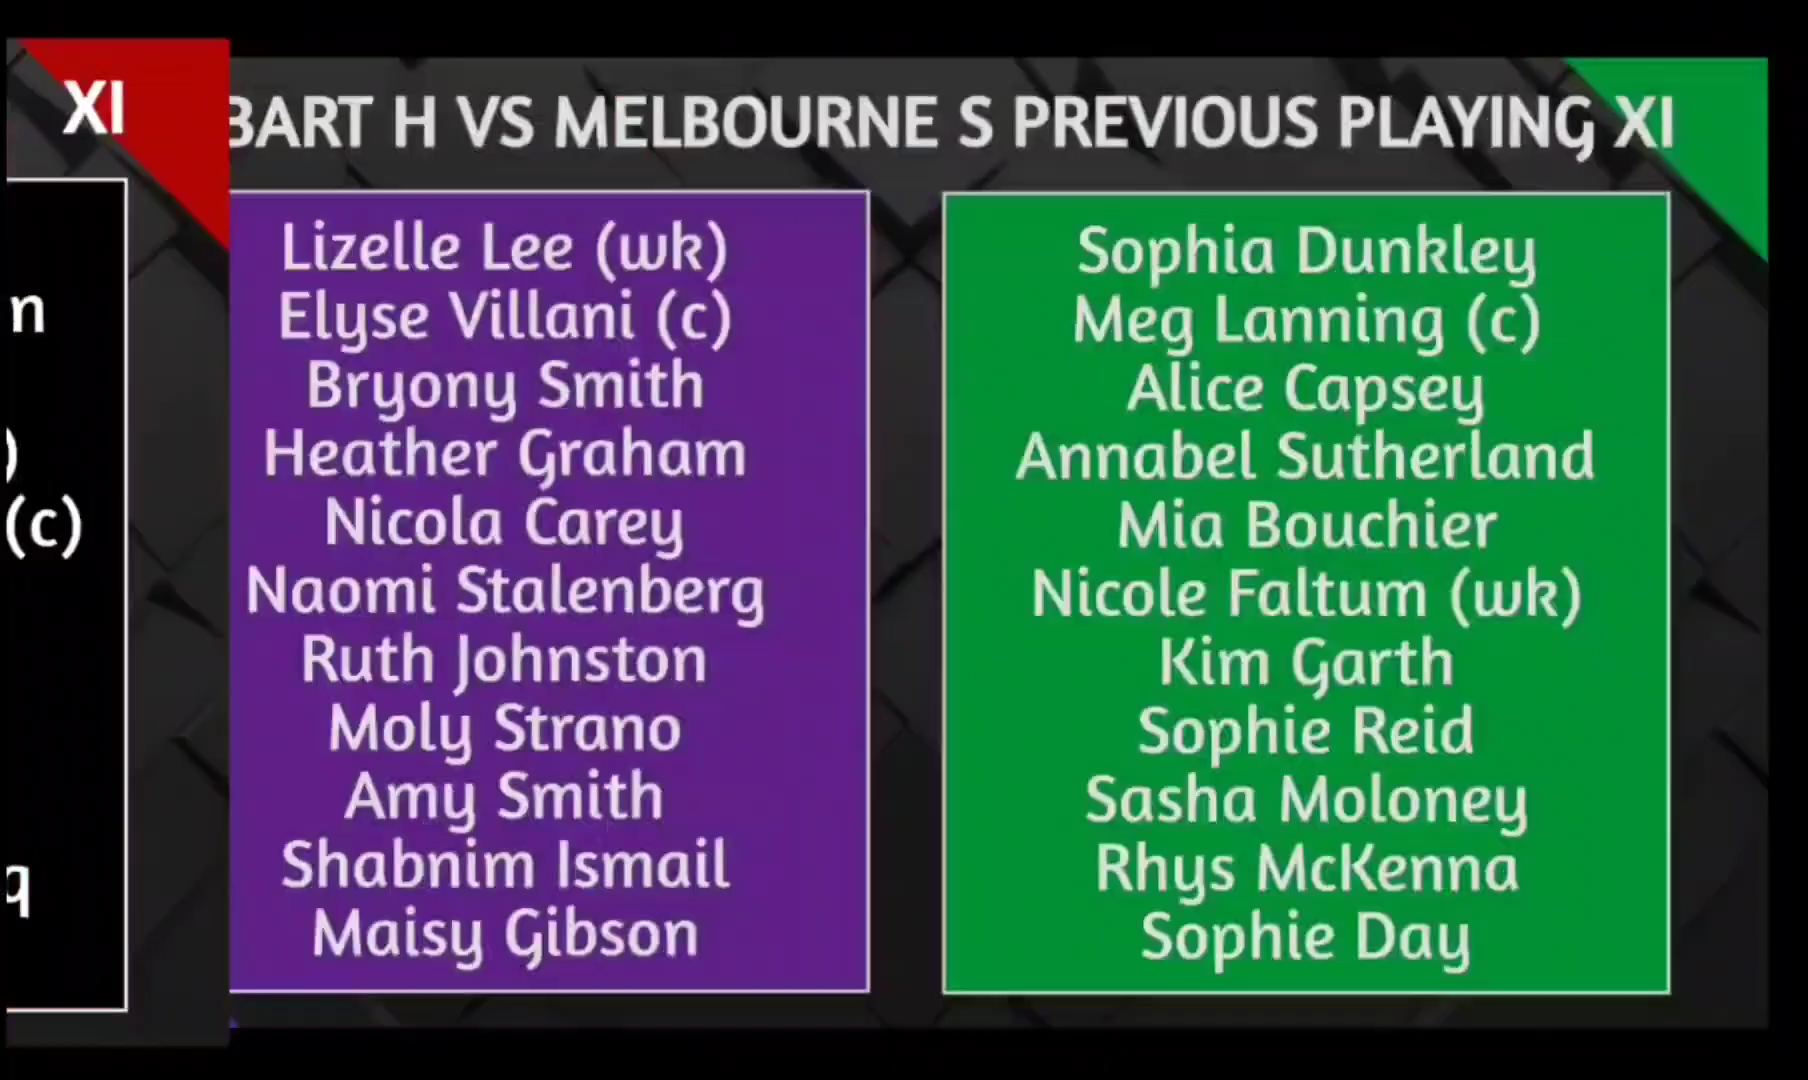 XI
n
)
(c)
q
BART H VS MELBOURNE S PREVIOUS PLAYING XI
Lizelle Lee (wk)
Elyse Villani (c)
Bryony Smith
Heather Graham
Nicola Carey
Naomi Stalenberg
Ruth Johnston
Moly Strano
Amy Smith
Shabnim Ismail
Maisy Gibson
Sophia Dunkley
Meg Lanning (c)
Alice Capsey
Annabel Sutherland
Mia Bouchier
Nicole Faltum (wk)
Kim Garth
Sophie Reid
Sasha Moloney
Rhys McKenna
Sophie Day